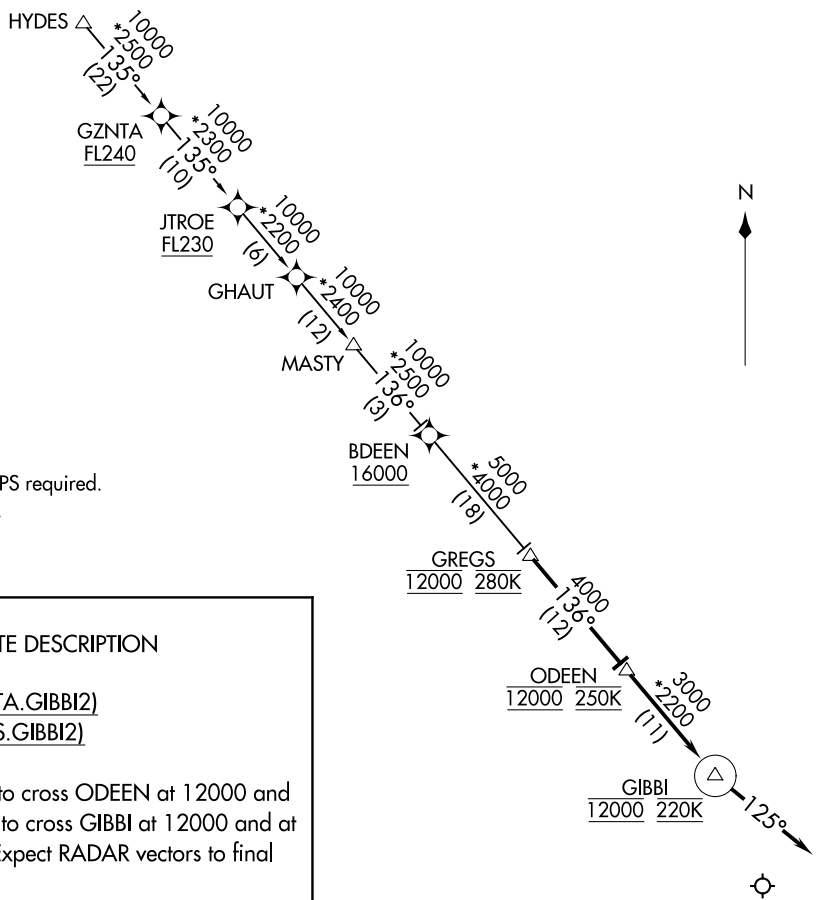 HYDES
10000
*2500
135°
(22)
GZNTA
FL240
10000
*2300
135°
(10)
JTROE
FL230
10000
*2200
(6)
GHAUT
10000
*2400
(12)
MASTY
10000
*2500
136°
(3)
BDEEN
16000
5000
*4000
(18)
GREGS
12000 280K
4000
136°
(12)
ODEEN
12000 250K
3000
*2200
(11)
GIBBI
12000 220K
125°
N
PS required.
TE DESCRIPTION
TA.GIBBI2)
S.GIBBI2)
to cross ODEEN at 12000 and
to cross GIBBI at 12000 and at
Expect RADAR vectors to final